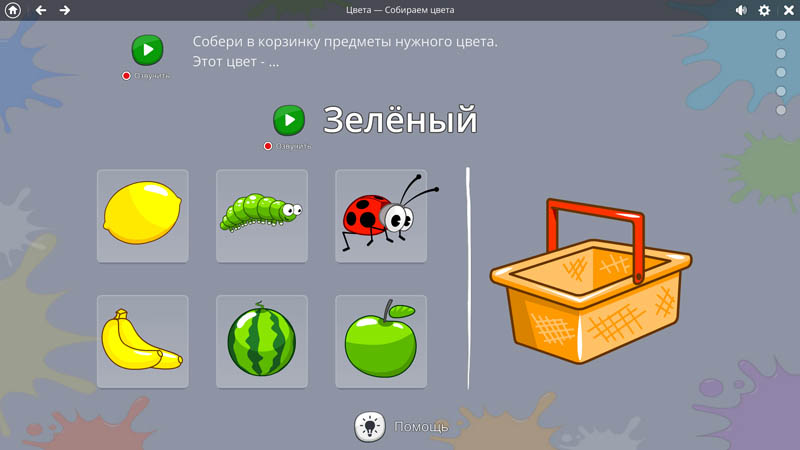 Цвета — Собираем цвета
Собери в корзинку предметы нужного цвета.
Этот цвет - ...
Озвучить
Зелёный
Озвучить
Помощь